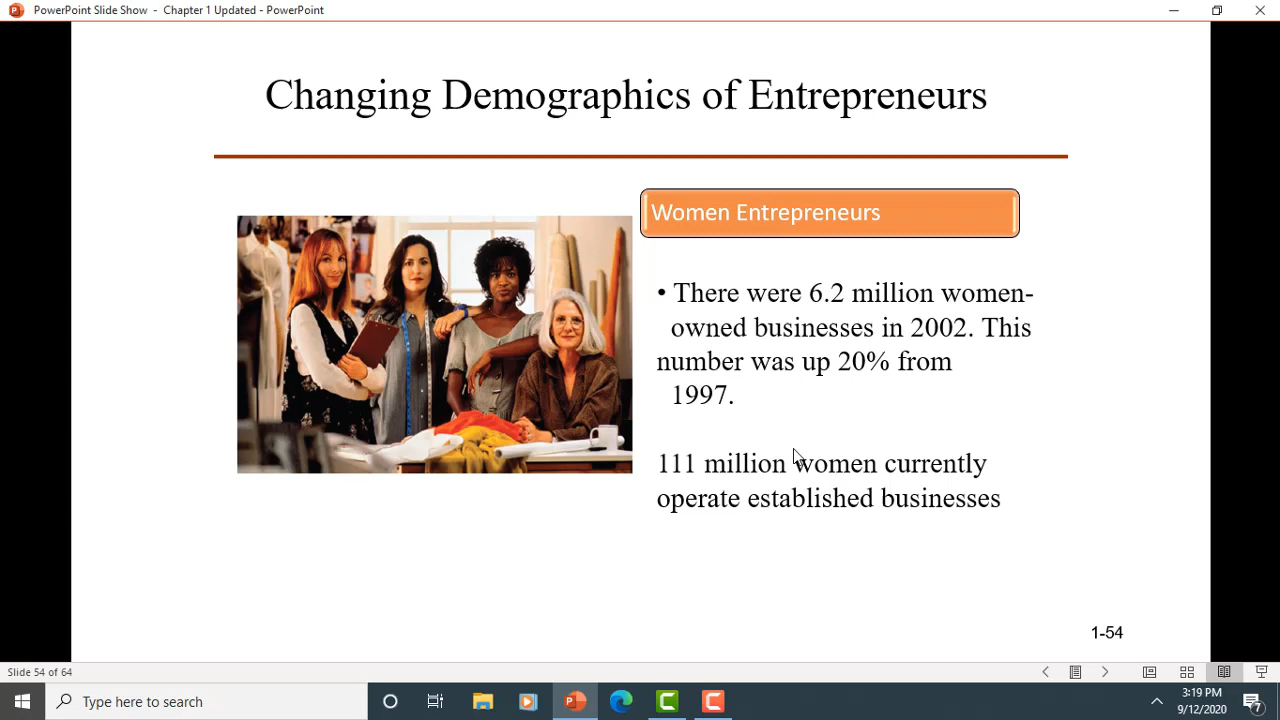 PowerPoint Slide Show - Chapter 1 Updated - PowerPoint
Changing Demographics of Entrepreneurs
Women Entrepreneurs
• There were 6.2 million women-
owned businesses in 2002. This
number was up 20% from
1997.
111 million women currently
operate established businesses
1-54
Slide 54 of 64
Type here to search
3:19 PM
9/12/2020
7